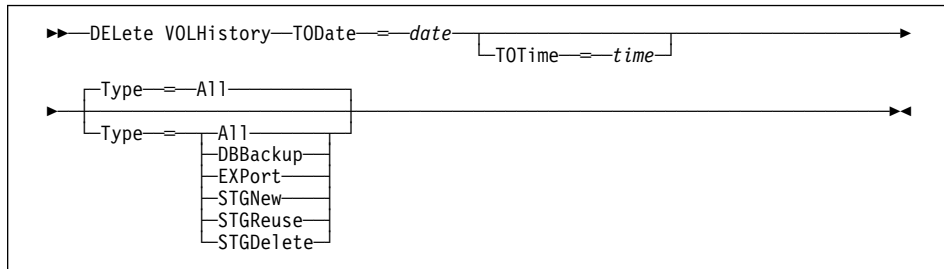 DELete VOLHistory TODate = date
TOTime = time
Type = All
Type = All
DBBackup
EXPort
STGNew
STGReuse
STGDelete